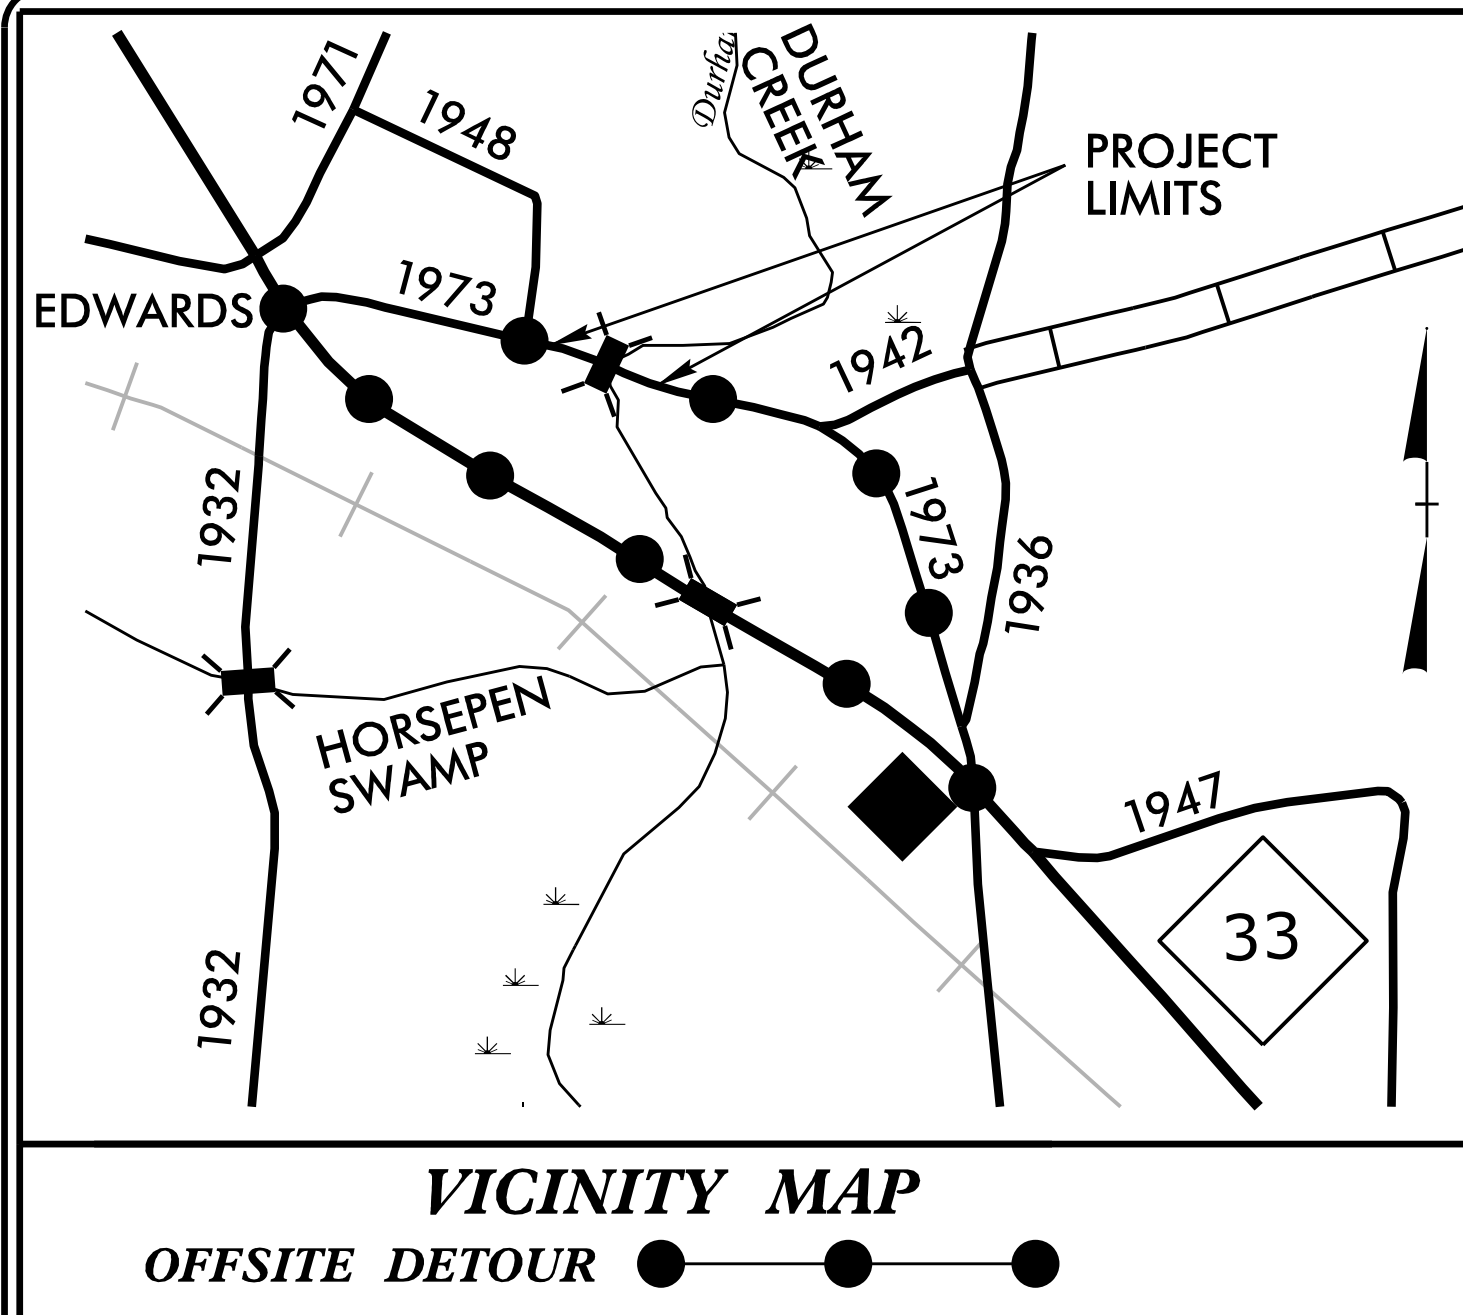 1971
1948
Durha
DURHAM
CREEK
PROJECT
LIMITS
1973
EDWARDS
1942
1932
1973
1936
HORSEPEN
SWAMP
1947
33
1932
VICINITY MAP
OFFSITE DETOUR